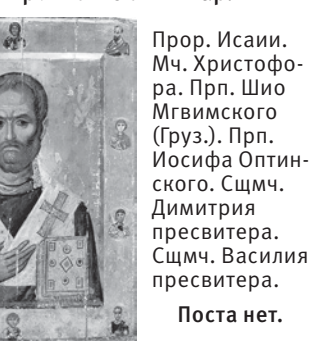 Прор. Исаии.
Мч. Христофо-
ра. Прп. Шио
Мгвимского
(Груз.). Прп.
Иосифа Оптин-
ского. Сщмч.
Димитрия
пресвитера.
Сщмч. Василия
пресвитера.
Поста нет.